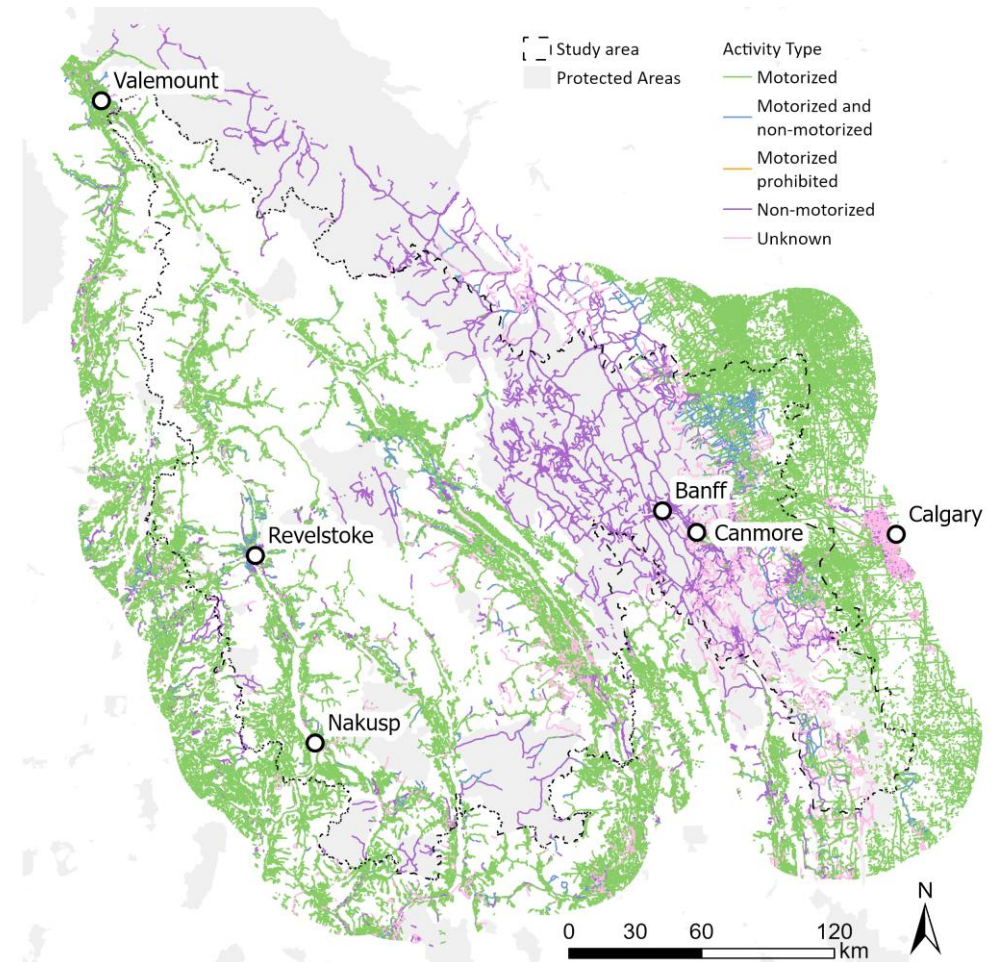 Study area
Protected Areas
Activity Type
Motorized
Motorized and
non-motorized
Motorized
prohibited
Non-motorized
Unknown
Valemount
Banff
Canmore
Calgary
Revelstoke
Nakusp
N
0 30 60 120
km